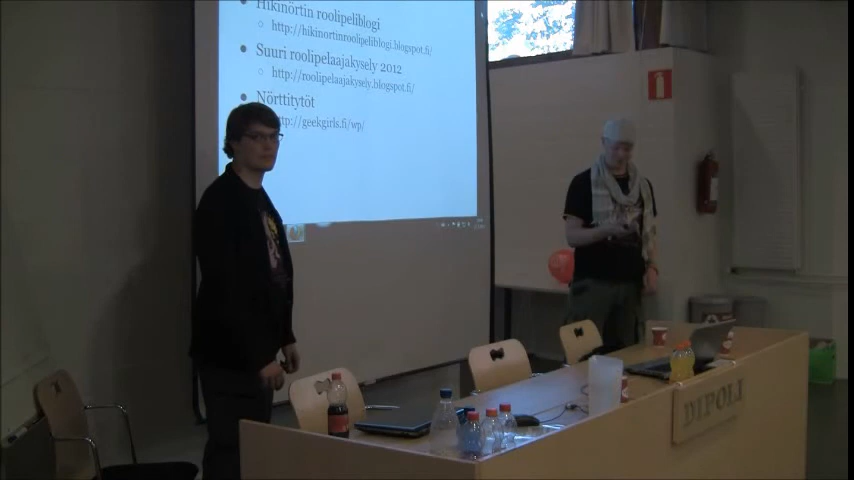 Hikinörtin roolipeliblogi
http://hikinortinroolipeliblogi.blogspot.fi/
Suuri roolipelaajakysely 2012
http://roolipelaajakysely.blogspot.fi/
Nörttitytöt
http://geekgirls.fi/wp/
DIPOLI